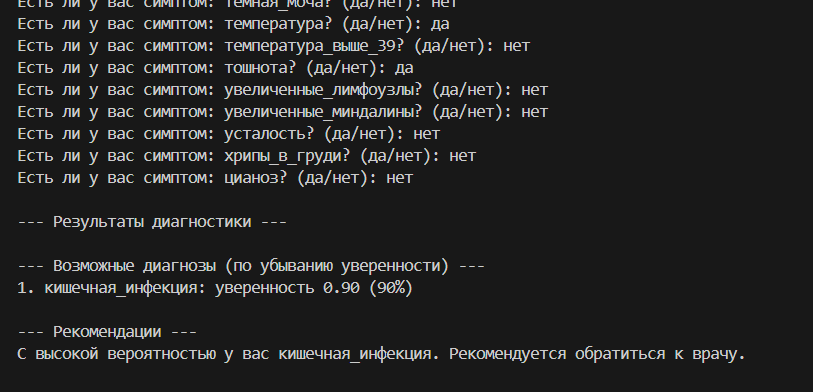 Есть ли у вас симптом: темная_моча? (да/нет): нет
Есть ли у вас симптом: температура? (да/нет): да
Есть ли у вас симптом: температура_выше_39? (да/нет): нет
Есть ли у вас симптом: тошнота? (да/нет): да
Есть ли у вас симптом: увеличенные_лимфоузлы? (да/нет): нет
Есть ли у вас симптом: увеличенные_миндалины? (да/нет): нет
Есть ли у вас симптом: усталость? (да/нет): нет
Есть ли у вас симптом: хрипы_в_груди? (да/нет): нет
Есть ли у вас симптом: цианоз? (да/нет): нет
--- Результаты диагностики ---
--- Возможные диагнозы (по убыванию уверенности) ---
1. кишечная_инфекция: уверенность 0.90 (90%)
--- Рекомендации ---
С высокой вероятностью у вас кишечная_инфекция. Рекомендуется обратиться к врачу.